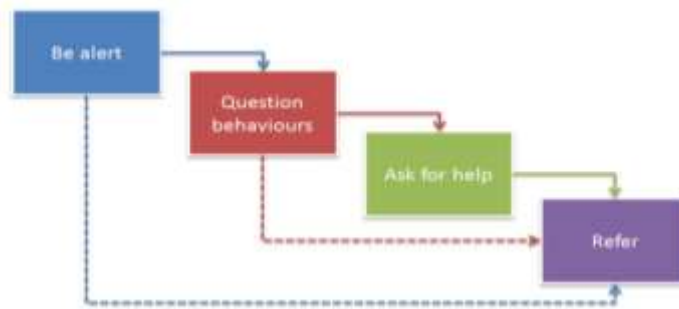 Be alert
Question
behaviours
Ask for help
Refer